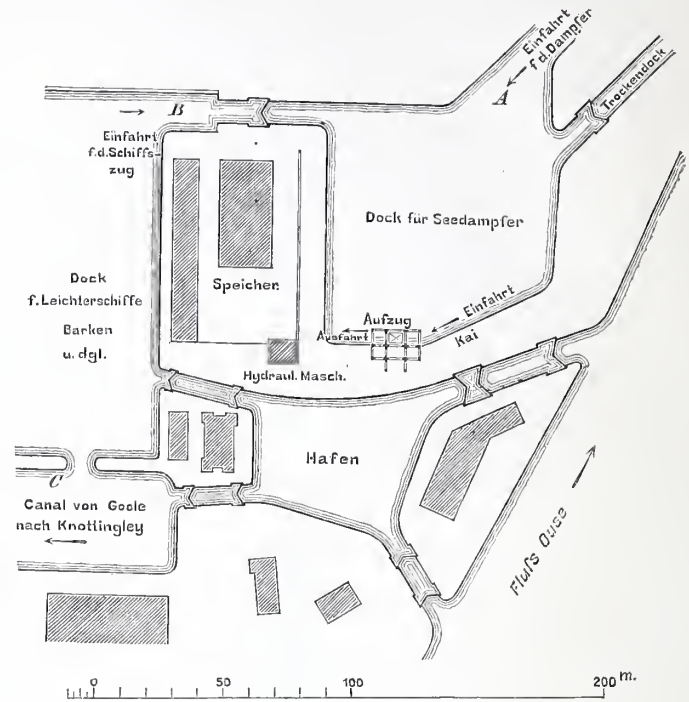 Einfahrt
f.d. Dampfer
A
Trockendock
B
Einfahrt
f.d. Schiffs-
zug
Dock für Seedampfer
Dock
f. Leichterschiffe
Barken
u. dgl.
Speicher.
Einfahrt
Aufzug
Ausfahrt
Kai
Hydraul. Masch.
Hafen
C
Canal von Goole
nach Knottingley
Fluſs Ouse
0 50 100 200 m.